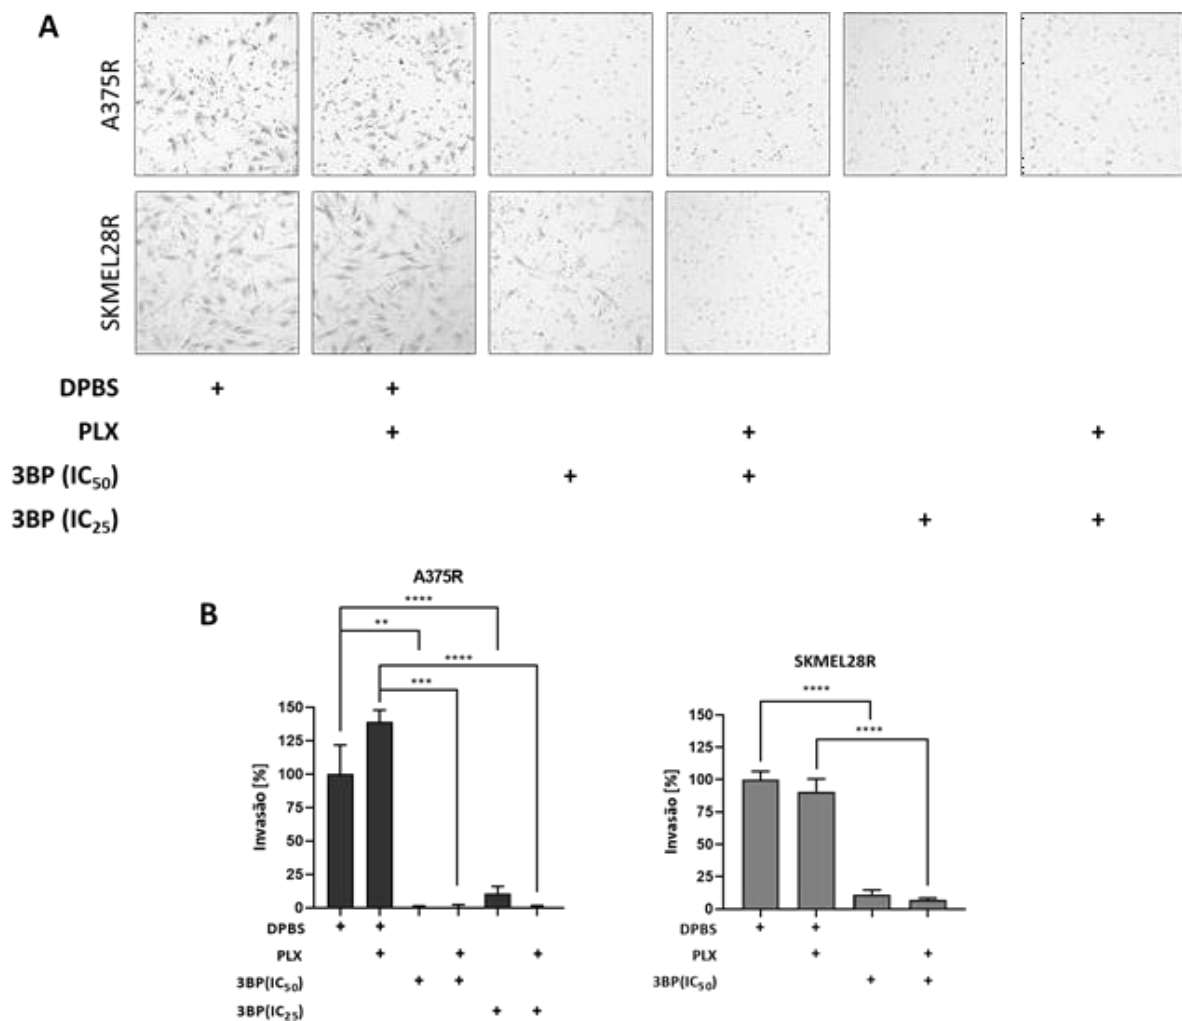 A
A375R
SKMEL28R
DPBS + +
PLX + + +
3BP (IC₅₀) + +
3BP (IC₂₅) + +
B
A375R
****
**
****
***
Invasão [%]
150
125
100
75
50
25
0
DPBS + +
PLX + + +
3BP(IC₅₀) + +
3BP(IC₂₅) + +
SKMEL28R
****
****
Invasão [%]
150
125
100
75
50
25
0
DPBS + +
PLX + +
3BP(IC₅₀) + +